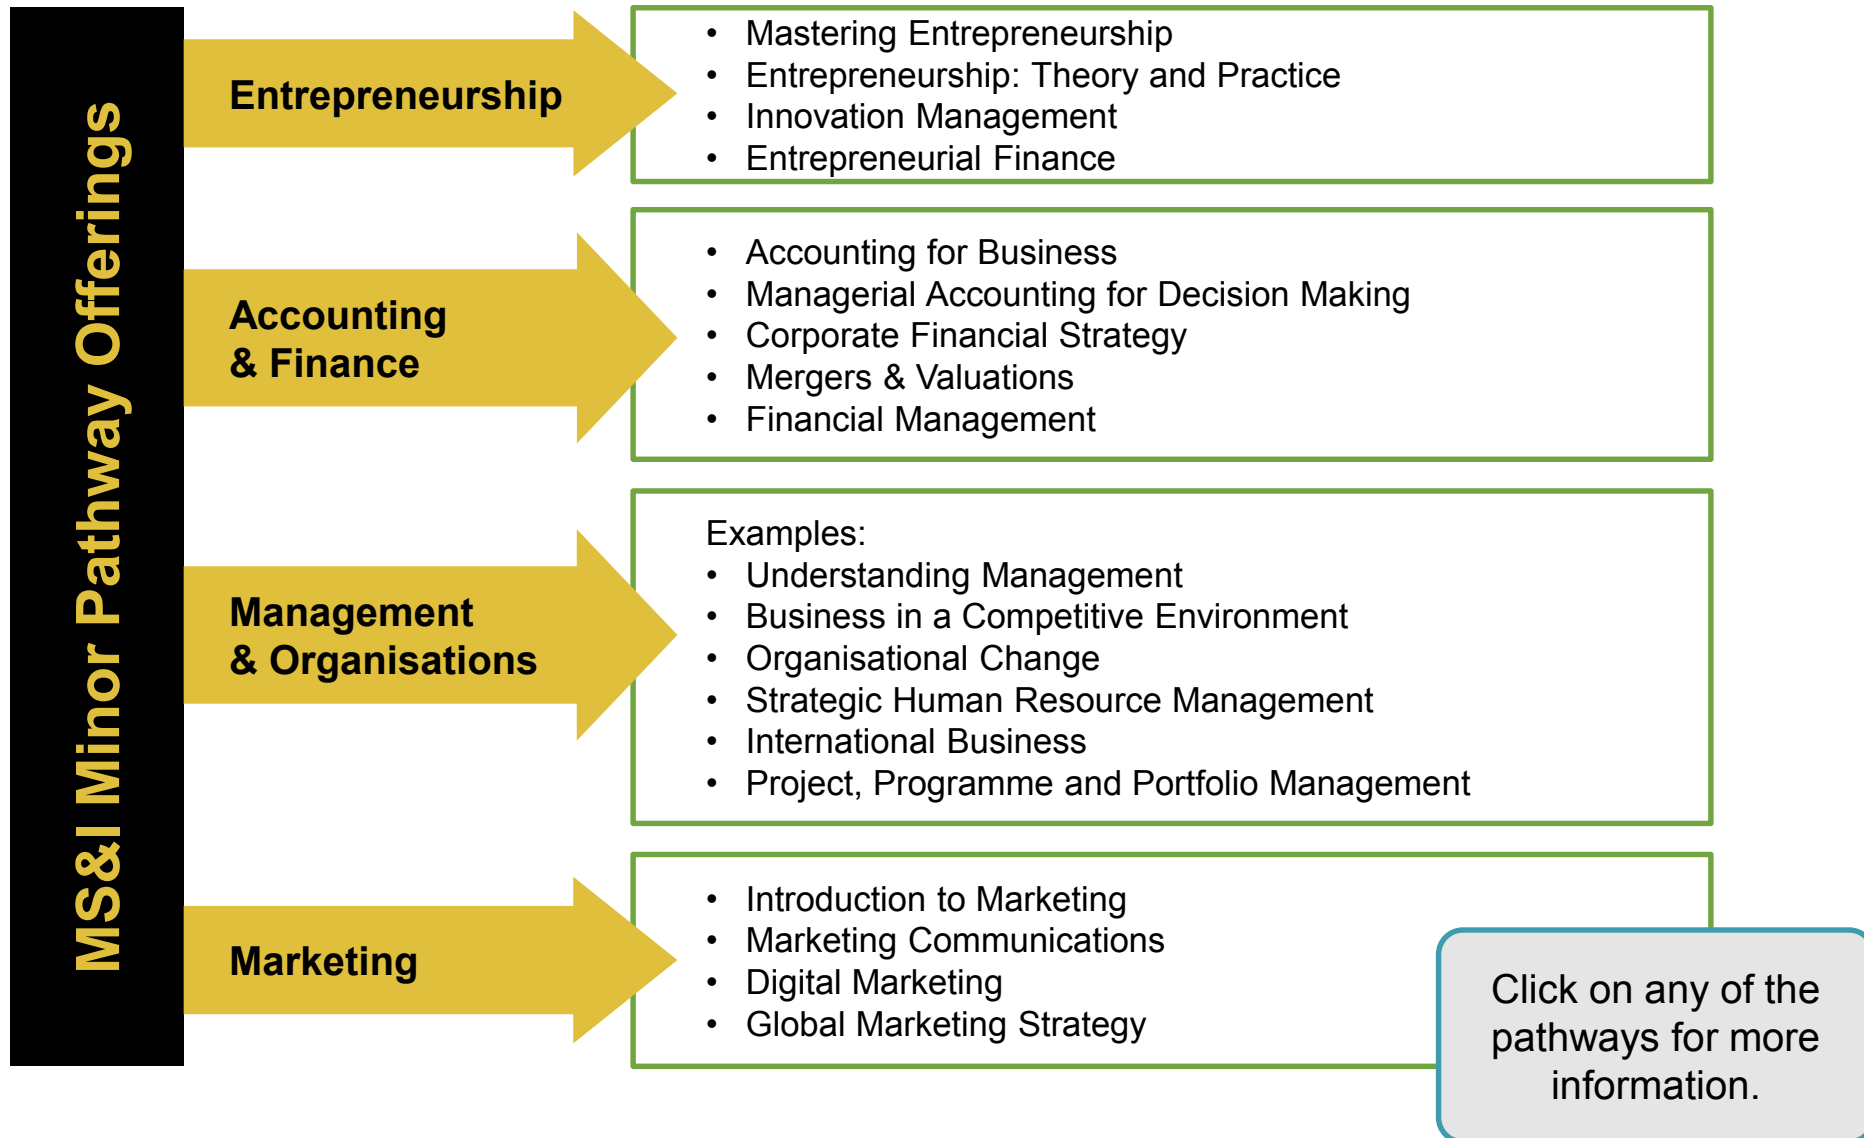 MS&I Minor Pathway Offerings
Entrepreneurship
• Mastering Entrepreneurship
• Entrepreneurship: Theory and Practice
• Innovation Management
• Entrepreneurial Finance
Accounting
& Finance
• Accounting for Business
• Managerial Accounting for Decision Making
• Corporate Financial Strategy
• Mergers & Valuations
• Financial Management
Management
& Organisations
Examples:
• Understanding Management
• Business in a Competitive Environment
• Organisational Change
• Strategic Human Resource Management
• International Business
• Project, Programme and Portfolio Management
Marketing
• Introduction to Marketing
• Marketing Communications
• Digital Marketing
• Global Marketing Strategy
Click on any of the
pathways for more
information.